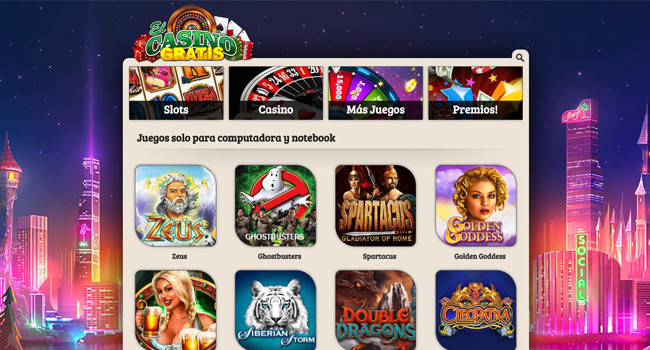 El
CASINO
GRATIS
Slots
Casino
Más Juegos
Premios!
Juegos solo para computadora y notebook
ZEUS
GHOSTBUSTERS
SPARTACUS
GLADIATOR OF ROME
GOLDEN
GODDESS
Zeus
Ghostbusters
Spartacus
Golden Goddess
SIBERIAN
STORM
DOUBLE
DRAGONS
CLEOPATRA
SOCIAL